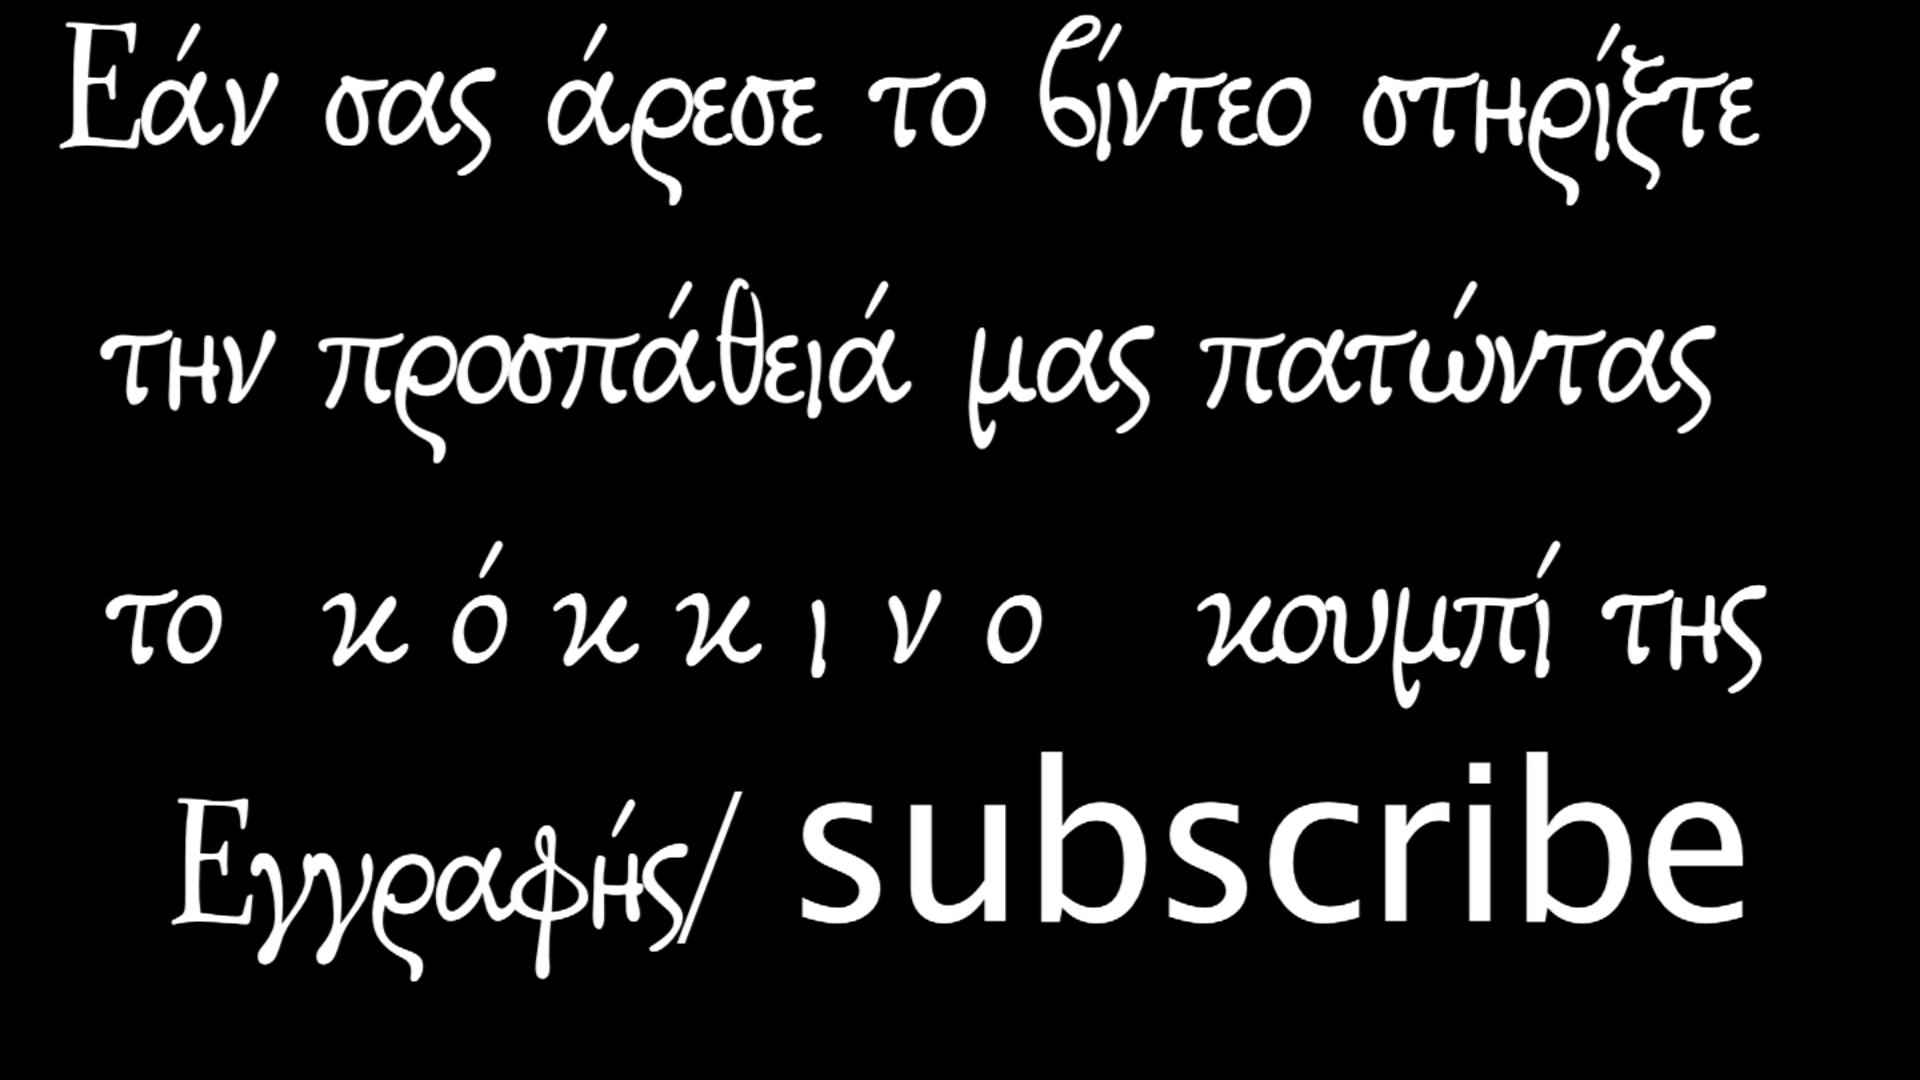 Εάν σας άρεσε το βίντεο στηρίξτε
την προσπάθειά μας πατώντας
το κ ό κ κ ι ν ο κουμπί της
Εγγραφής/ subscribe